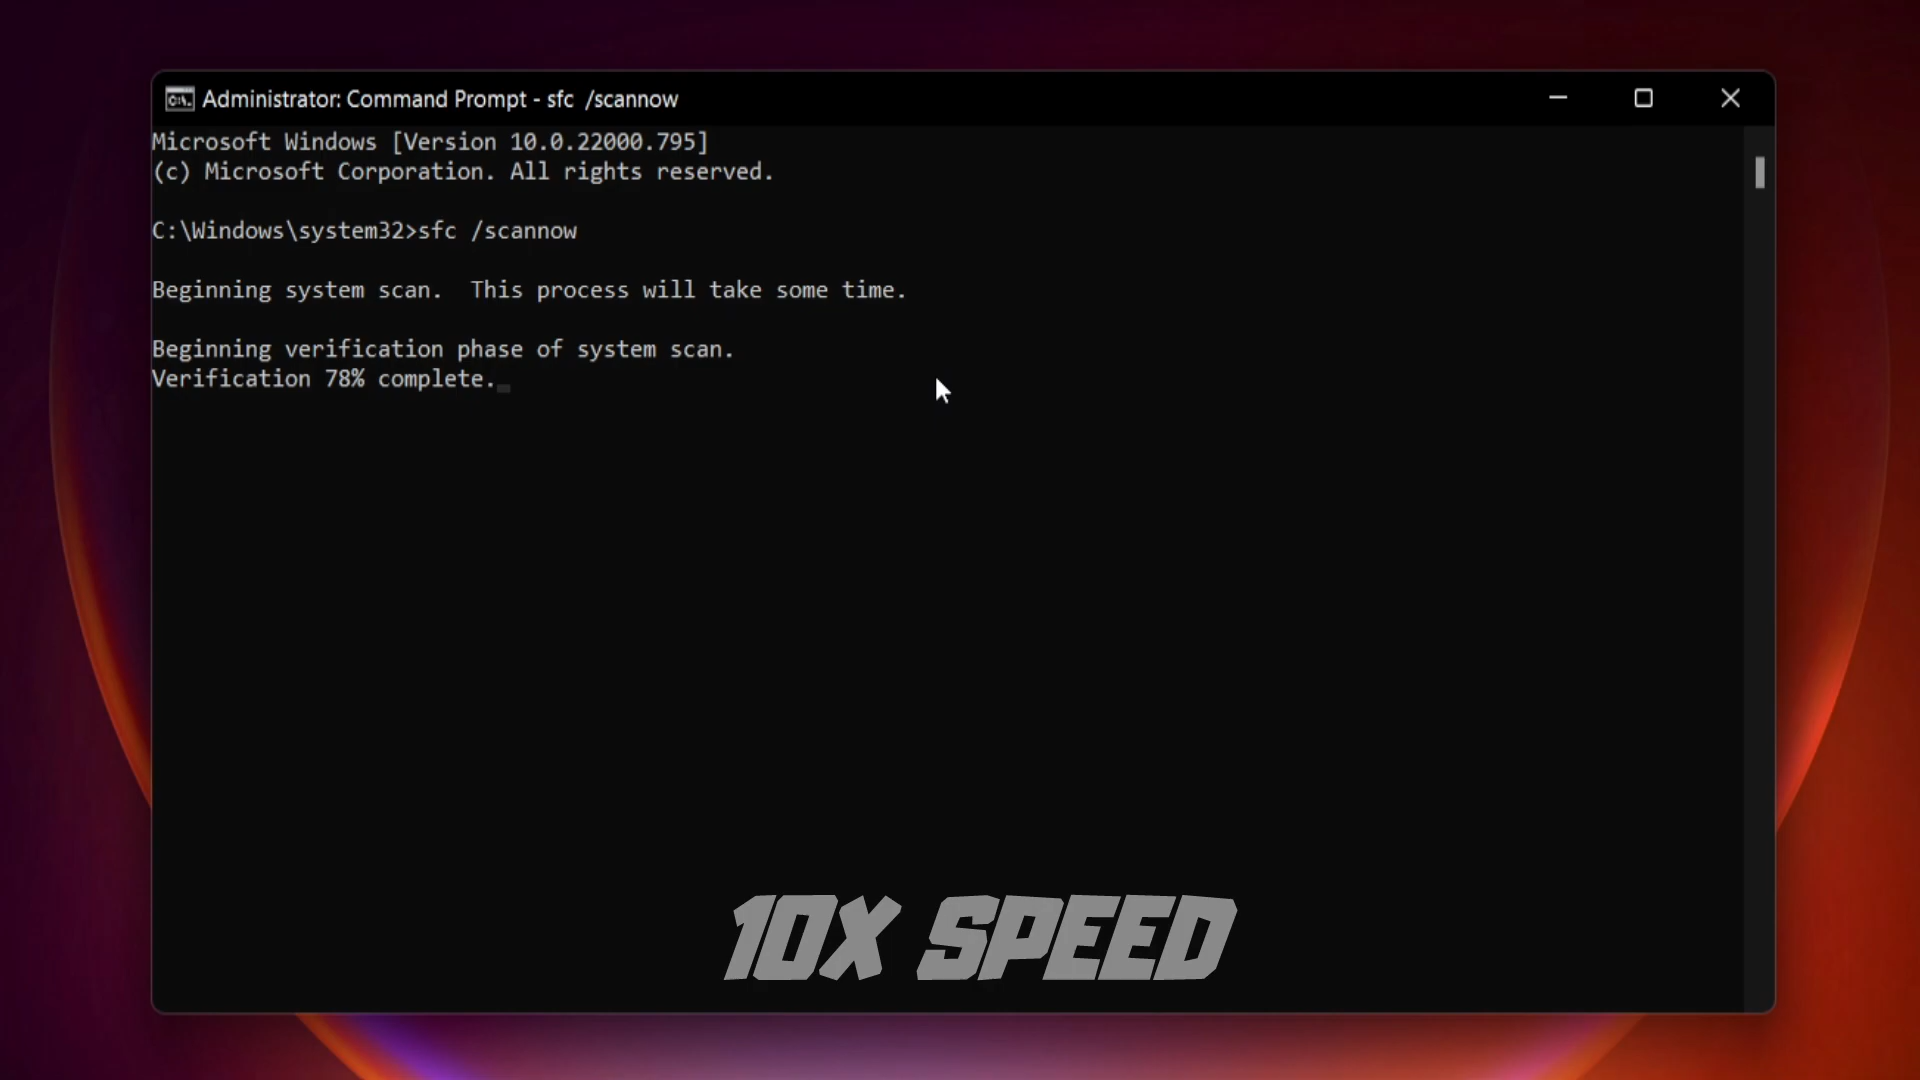 Administrator: Command Prompt - sfc  /scannow
Microsoft Windows [Version 10.0.22000.795]
(c) Microsoft Corporation. All rights reserved.
C:\Windows\system32>sfc /scannow
Beginning system scan.  This process will take some time.
Beginning verification phase of system scan.
Verification 78% complete.
10X SPEED